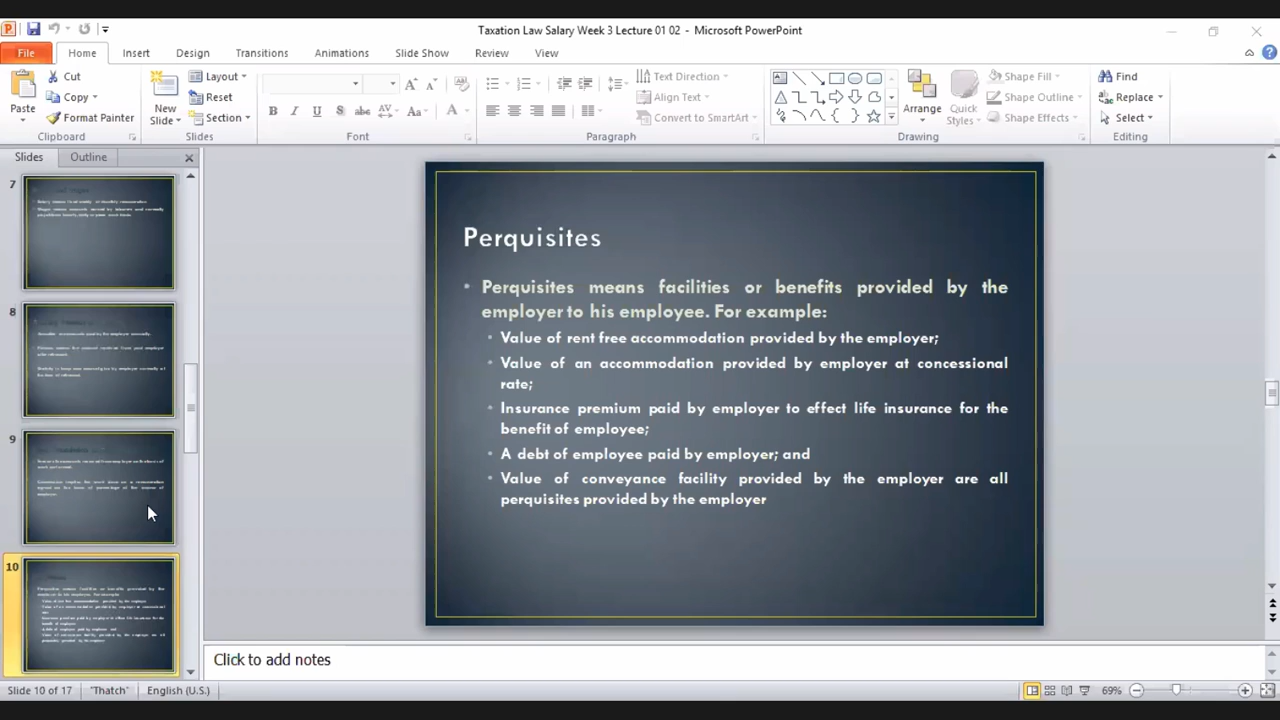 Taxation Law Salary Week 3 Lecture 01 02 - Microsoft PowerPoint
File Home Insert Design Transitions Animations Slide Show Review View
Cut
Copy
Format Painter
Paste
Clipboard
New
Slide
Layout
Reset
Section
Slides
Font
Text Direction
Align Text
Convert to SmartArt
Paragraph
Arrange
Quick
Styles
Shape Fill
Shape Outline
Shape Effects
Drawing
Find
Replace
Select
Editing
Slides Outline
7
8
9
10
Perquisites
Perquisites means facilities or benefits provided by the
employer to his employee. For example:
Value of rent free accommodation provided by the employer;
Value of an accommodation provided by employer at concessional
rate;
Insurance premium paid by employer to effect life insurance for the
benefit of employee;
A debt of employee paid by employer; and
Value of conveyance facility provided by the employer are all
perquisites provided by the employer
Click to add notes
Slide 10 of 17 "Thatch" English (U.S.) 69%